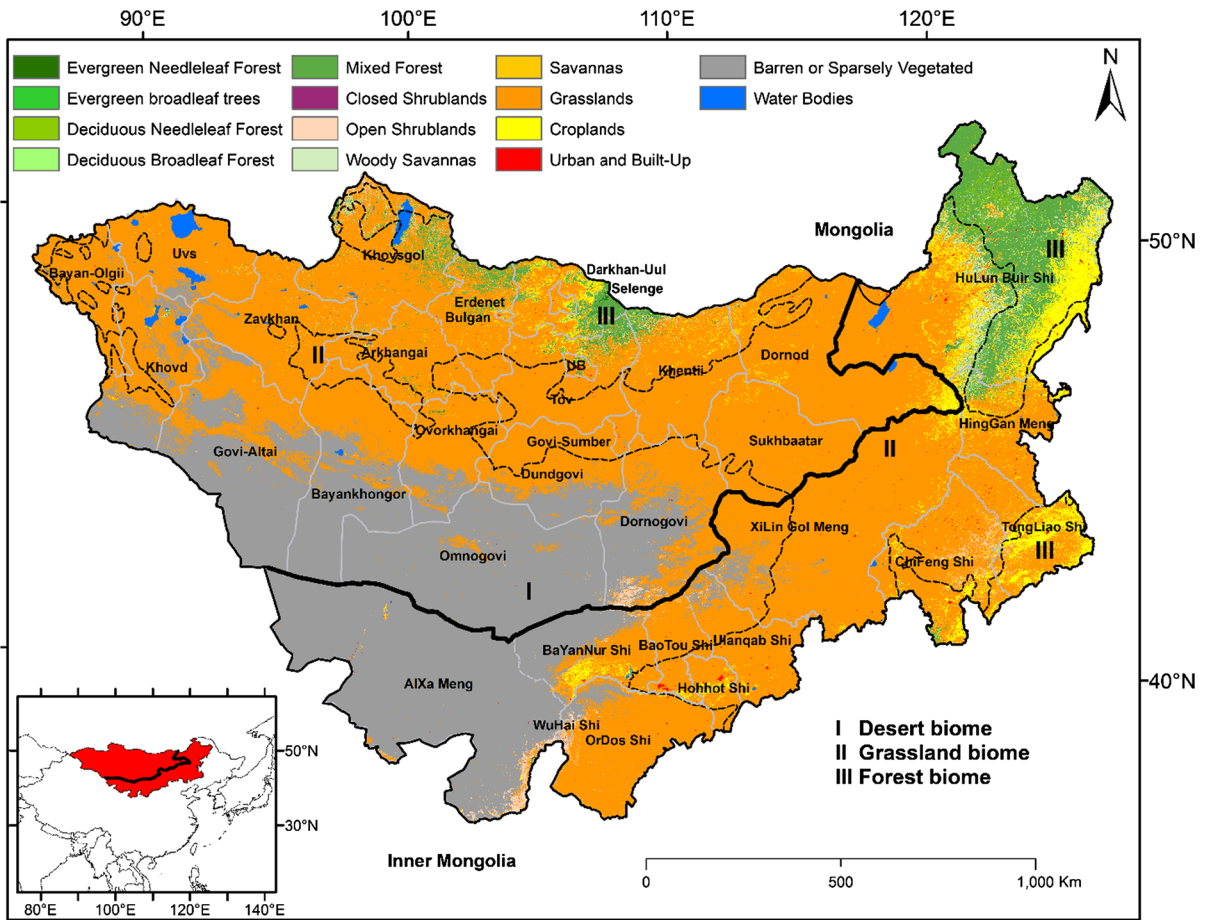 90°E
100°E
110°E
120°E
N
Evergreen Needleleaf Forest
Evergreen broadleaf trees
Deciduous Needleleaf Forest
Deciduous Broadleaf Forest
Mixed Forest
Closed Shrublands
Open Shrublands
Woody Savannas
Savannas
Grasslands
Croplands
Urban and Built-Up
Barren or Sparsely Vegetated
Water Bodies
Mongolia
50°N
III
HuLun Buir Shi
Uvs
Khovsgol
Bayan-Olgii
Darkhan-Uul
Selenge
Erdenet
Bulgan
III
Zavkhan
II
Arkhangai
Khovd
UB
Khentii
Dornod
Tov
Ovorkhangai
Govi-Sumber
Sukhbaatar
HingGan Meng
II
Govi-Altai
Dundgovi
Bayankhongor
Dornogovi
XiLin Gol Meng
TongLiao Shi
III
Omnogovi
ChiFeng Shi
I
BaYanNur Shi
BaoTou Shi
Ulanqab Shi
AlXa Meng
Hohhot Shi
40°N
WuHai Shi
OrDos Shi
I Desert biome
II Grassland biome
III Forest biome
50°N
30°N
80°E
100°E
120°E
140°E
Inner Mongolia
0
500
1,000 Km